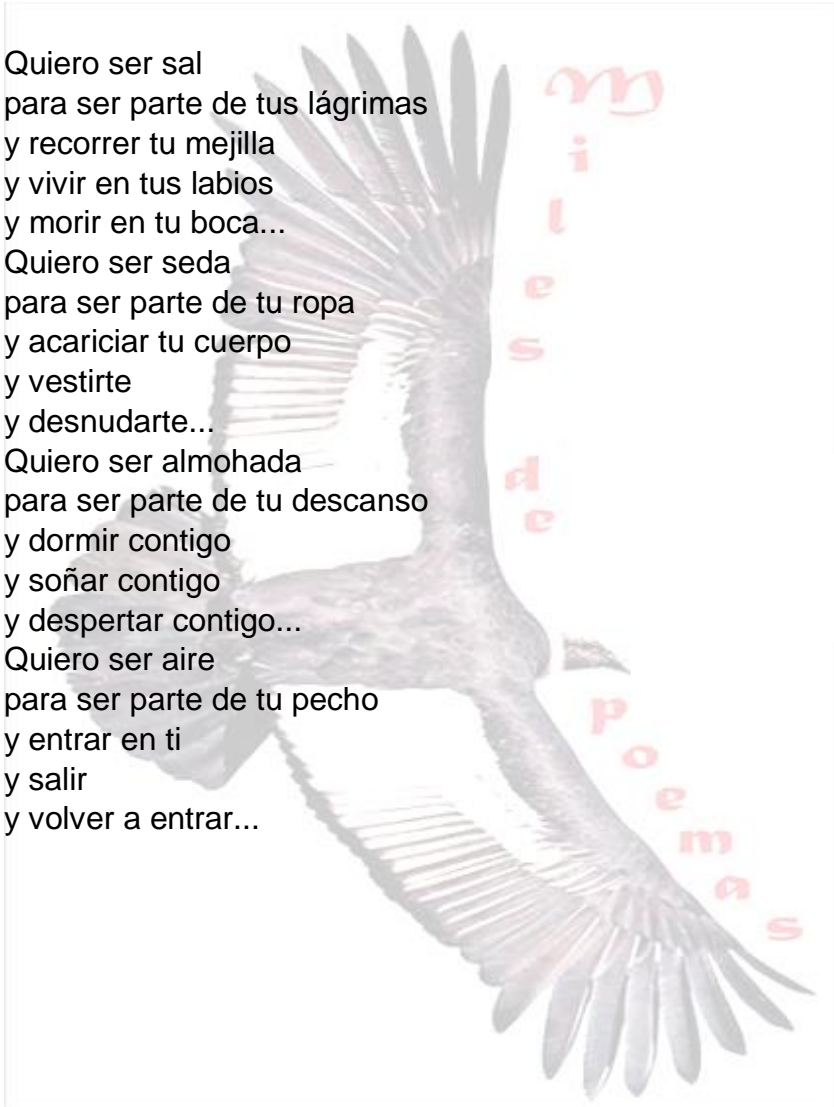 Quiero ser sal
para ser parte de tus lágrimas
y recorrer tu mejilla
y vivir en tus labios
y morir en tu boca...
Quiero ser seda
para ser parte de tu ropa
y acariciar tu cuerpo
y vestirte
y desnudarte...
Quiero ser almohada
para ser parte de tu descanso
y dormir contigo
y soñar contigo
y despertar contigo...
Quiero ser aire
para ser parte de tu pecho
y entrar en ti
y salir
y volver a entrar...
Miles de poemas